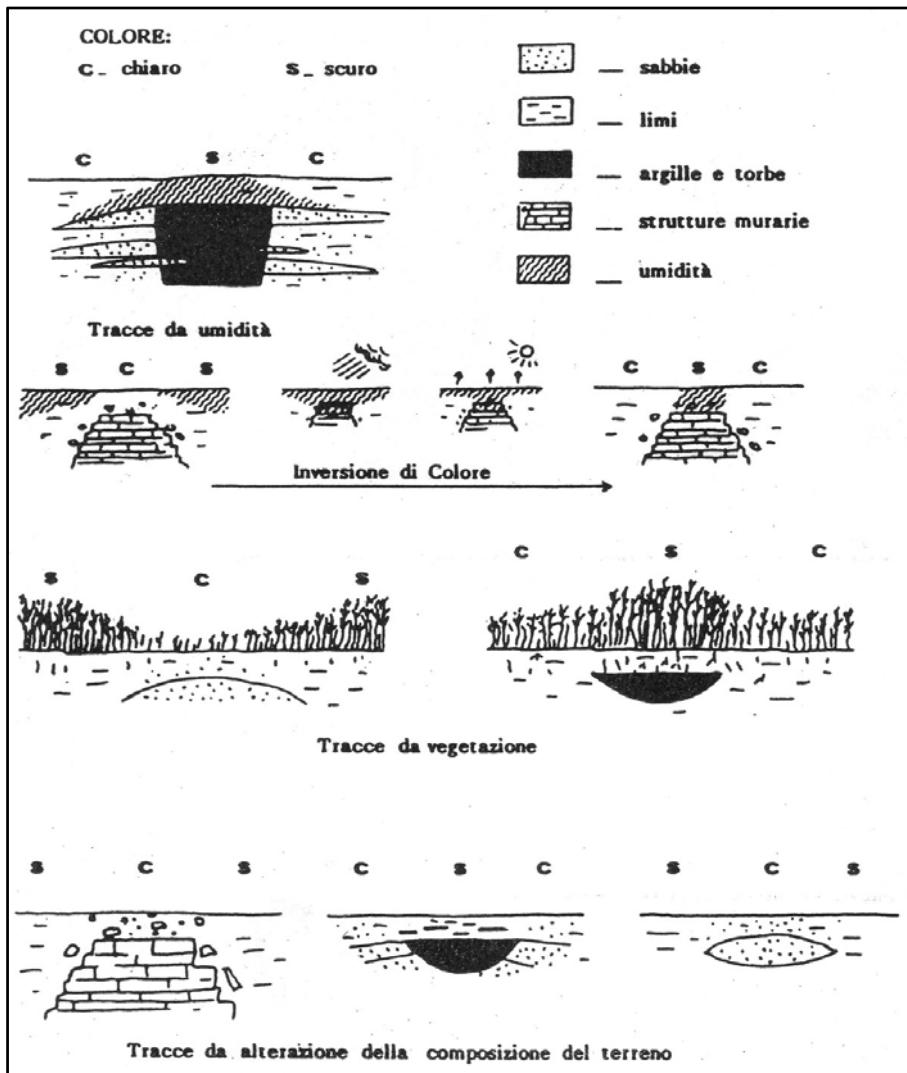 COLORE:
C_ chiaro
S_ scuro
_ sabbie
_ limi
_ argille e torbe
_ strutture murarie
_ umidità
C S C
Tracce da umidità
S C S
C S C
Inversione di Colore
S C S
C S C
Tracce da vegetazione
S C S
C S C
S C S
Tracce da alterazione della composizione del terreno